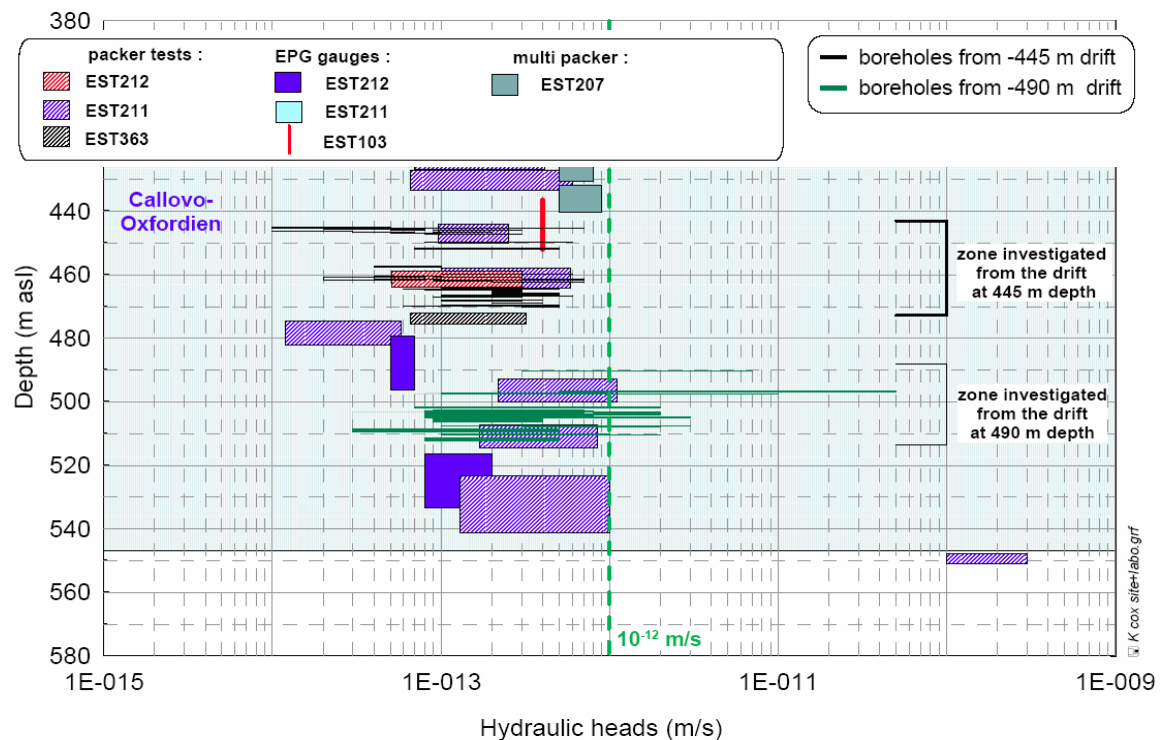 380
packer tests :
EST212
EST211
EST363
EPG gauges :
EST212
EST211
EST103
multi packer :
EST207
boreholes from -445 m drift
boreholes from -490 m drift
Callovo-
Oxfordien
440
460
480
500
520
540
560
580
Depth (m asl)
zone investigated
from the drift
at 445 m depth
zone investigated
from the drift
at 490 m depth
10⁻¹² m/s
K cox site+labo.grf
1E-015
1E-013
1E-011
1E-009
Hydraulic heads (m/s)